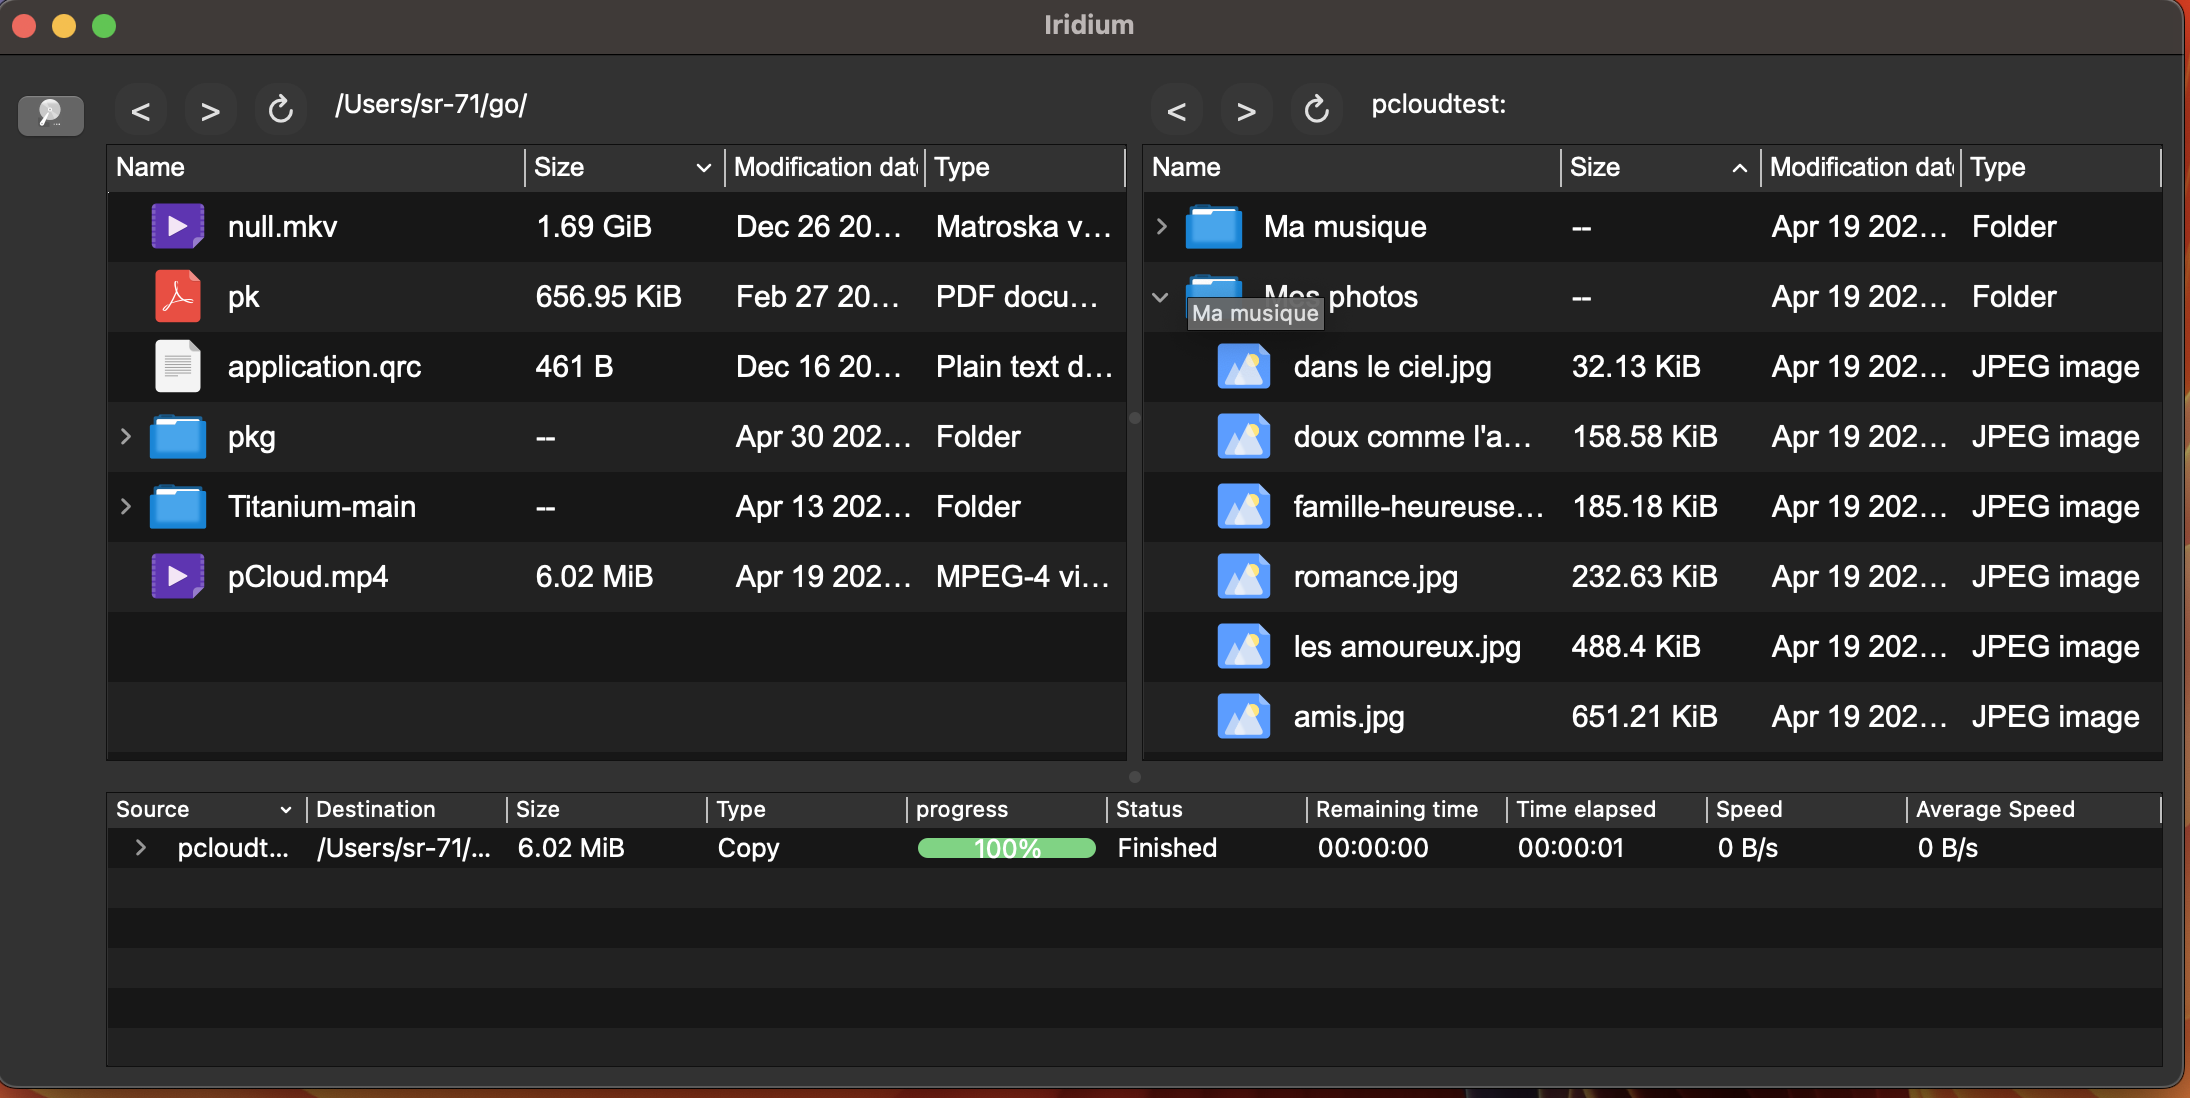 Iridium
< > /Users/sr-71/go/
Name Size Modification dat Type
null.mkv 1.69 GiB Dec 26 20... Matroska v...
pk 656.95 KiB Feb 27 20... PDF docu...
application.qrc 461 B Dec 16 20... Plain text d...
pkg -- Apr 30 202... Folder
Titanium-main -- Apr 13 202... Folder
pCloud.mp4 6.02 MiB Apr 19 202... MPEG-4 vi...
< > pcloudtest:
Name Size Modification dat Type
Ma musique -- Apr 19 202... Folder
Mes photos -- Apr 19 202... Folder
Ma musique
dans le ciel.jpg 32.13 KiB Apr 19 202... JPEG image
doux comme l'a... 158.58 KiB Apr 19 202... JPEG image
famille-heureuse... 185.18 KiB Apr 19 202... JPEG image
romance.jpg 232.63 KiB Apr 19 202... JPEG image
les amoureux.jpg 488.4 KiB Apr 19 202... JPEG image
amis.jpg 651.21 KiB Apr 19 202... JPEG image
Source Destination Size Type progress Status Remaining time Time elapsed Speed Average Speed
pcloudt... /Users/sr-71/... 6.02 MiB Copy 100% Finished 00:00:00 00:00:01 0 B/s 0 B/s